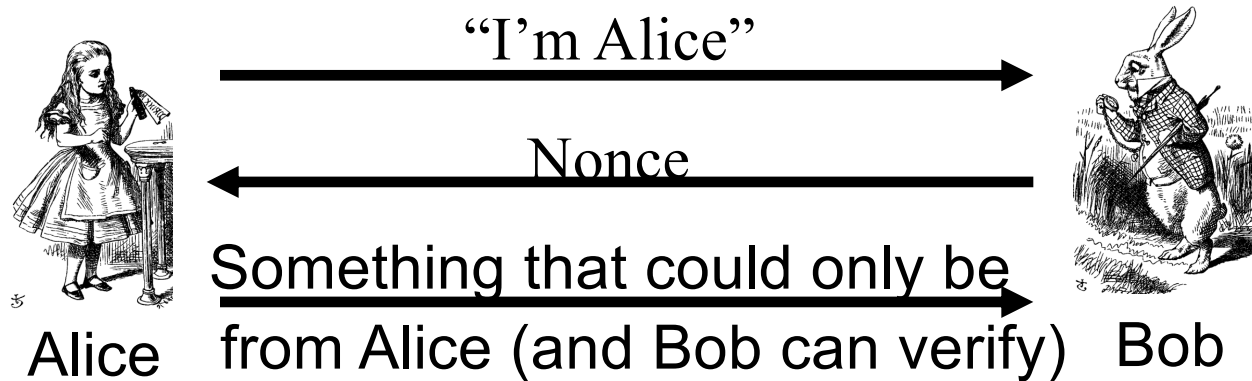 “I’m Alice”
Nonce
Something that could only be
from Alice (and Bob can verify)
Alice
Bob